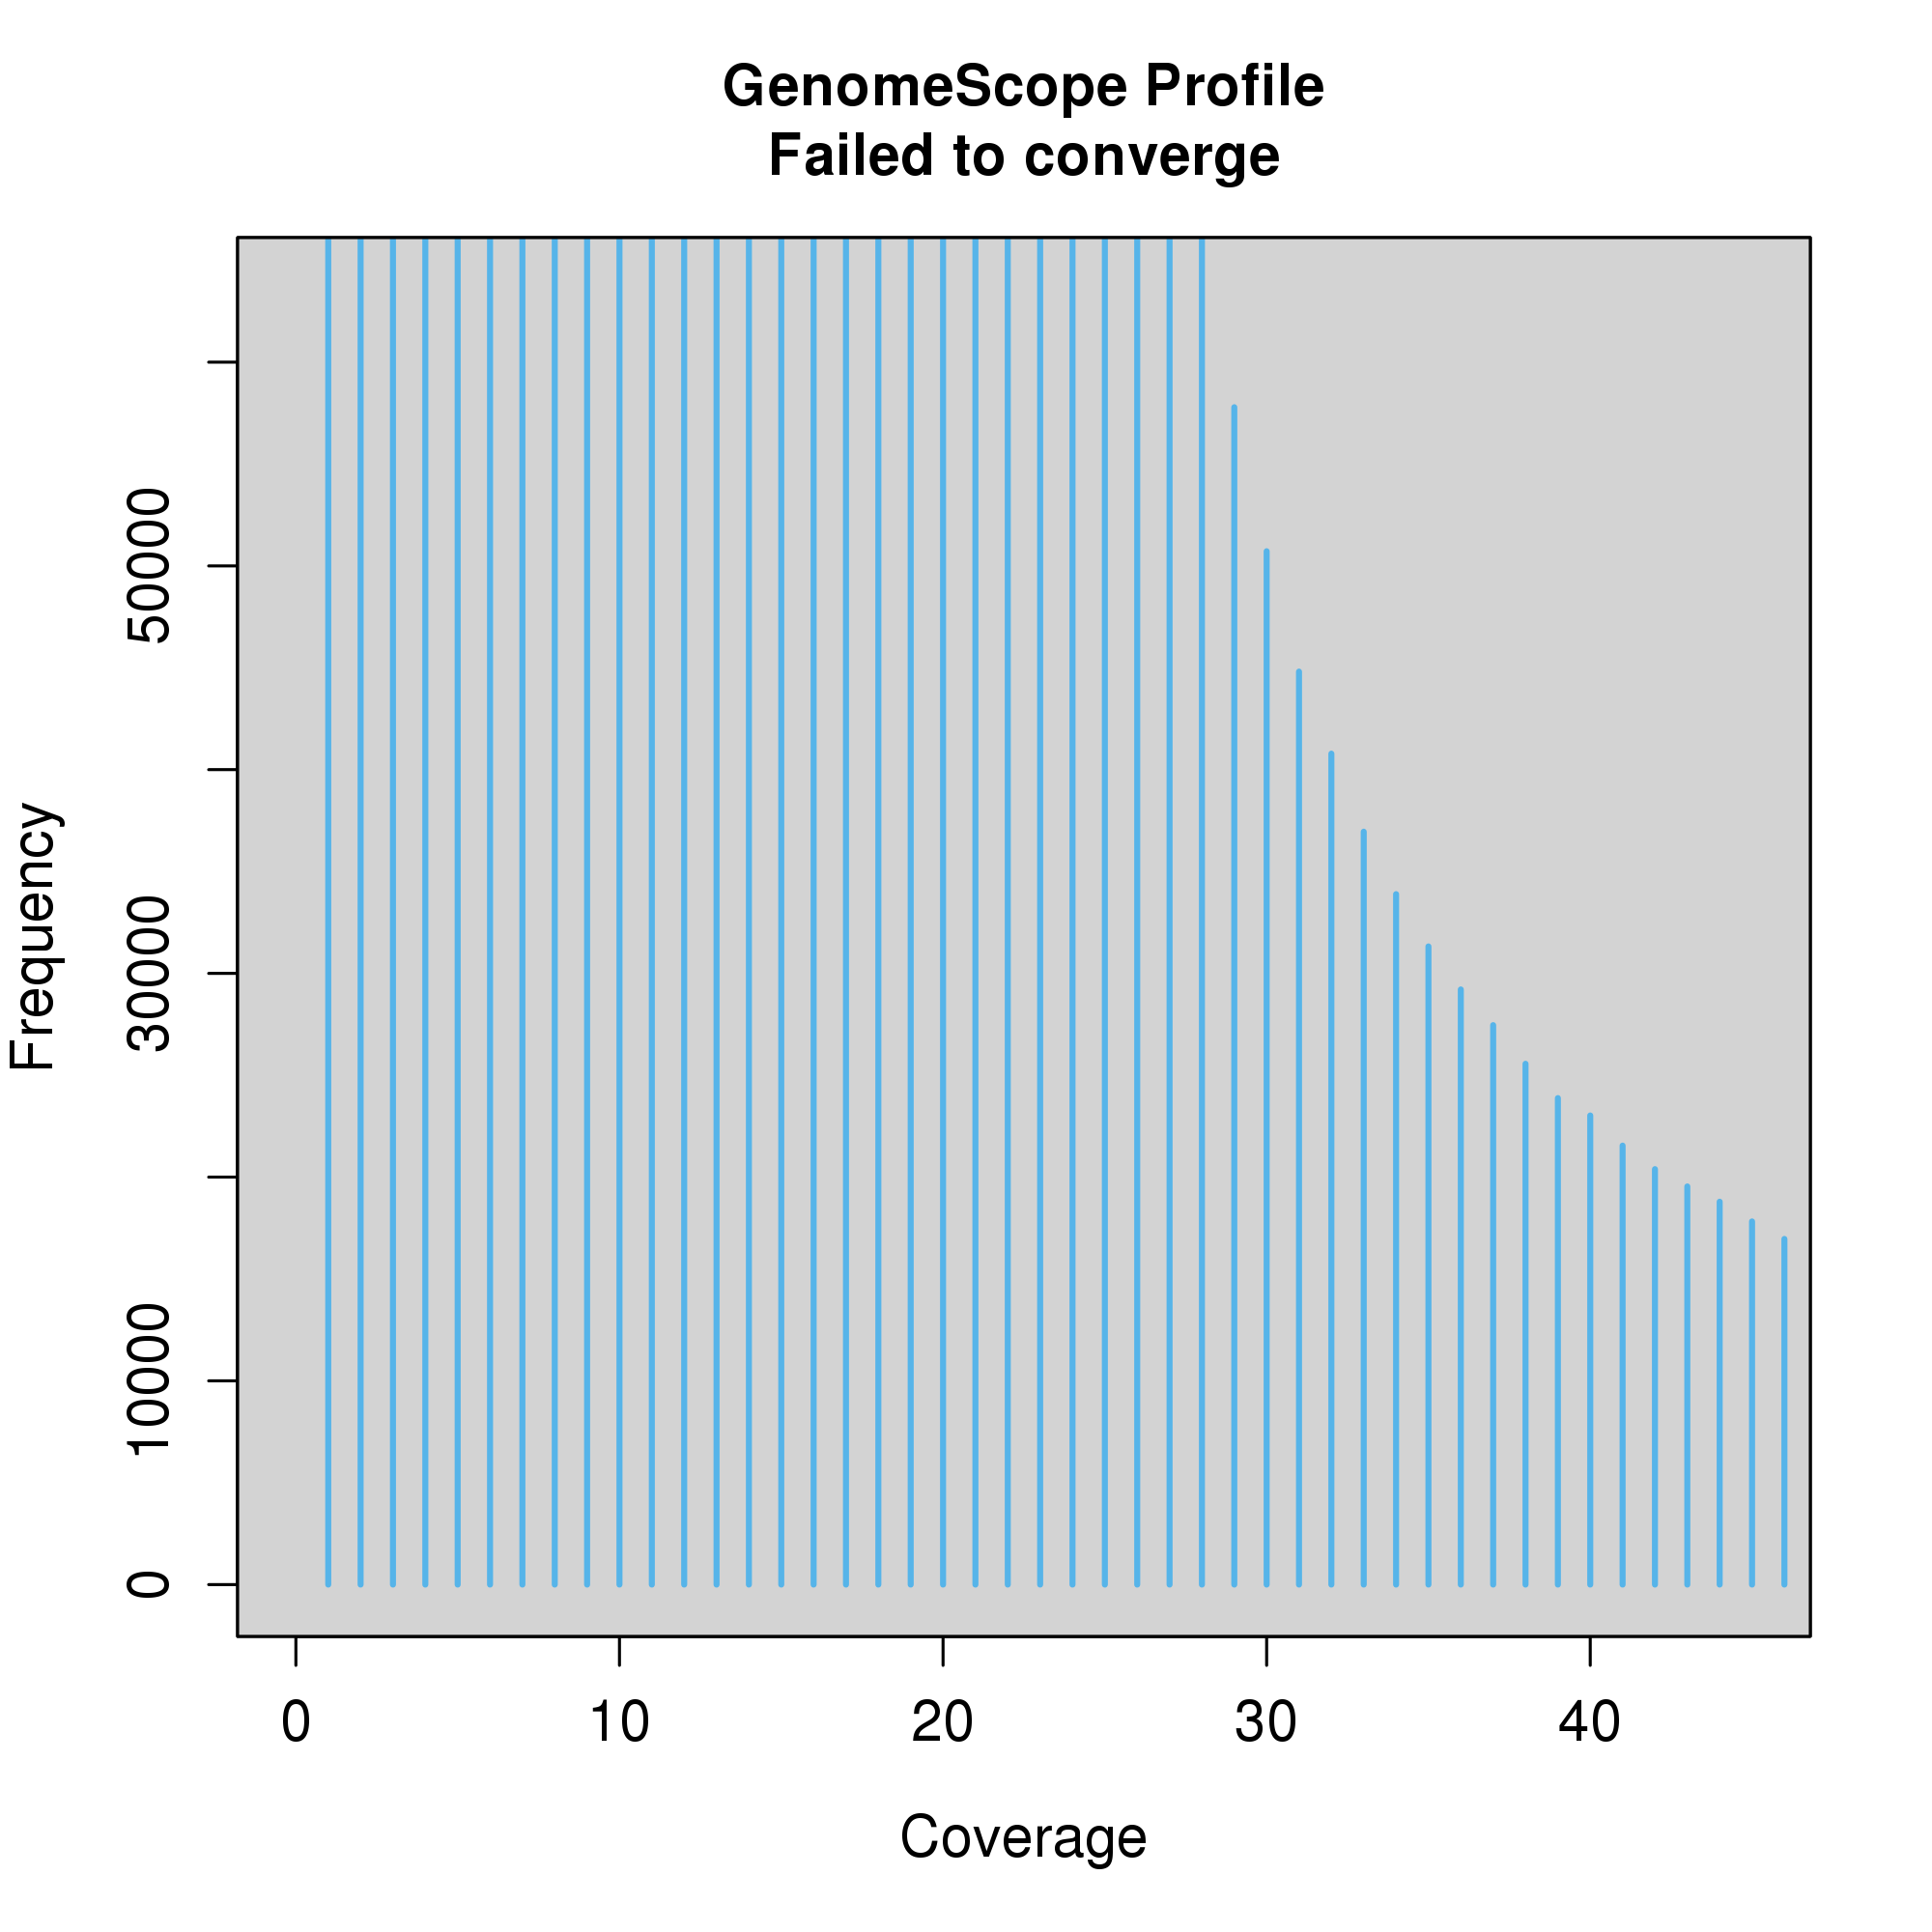 GenomeScope Profile
Failed to converge
Frequency
50000
30000
10000
0
0 10 20 30 40
Coverage